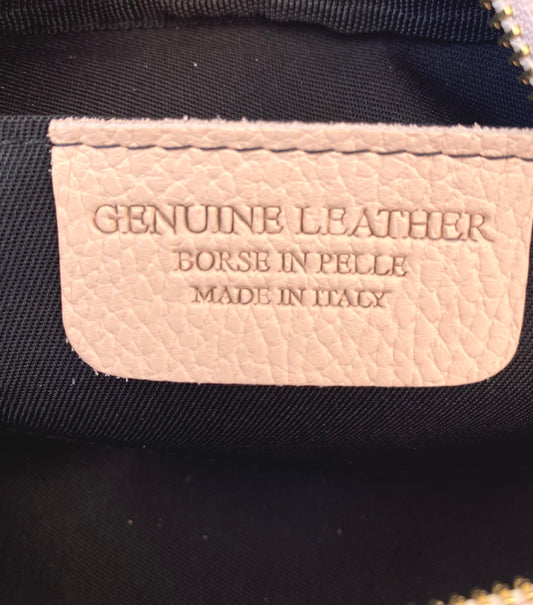 GENUINE LEATHER
BORSE IN PELLE
MADE IN ITALY